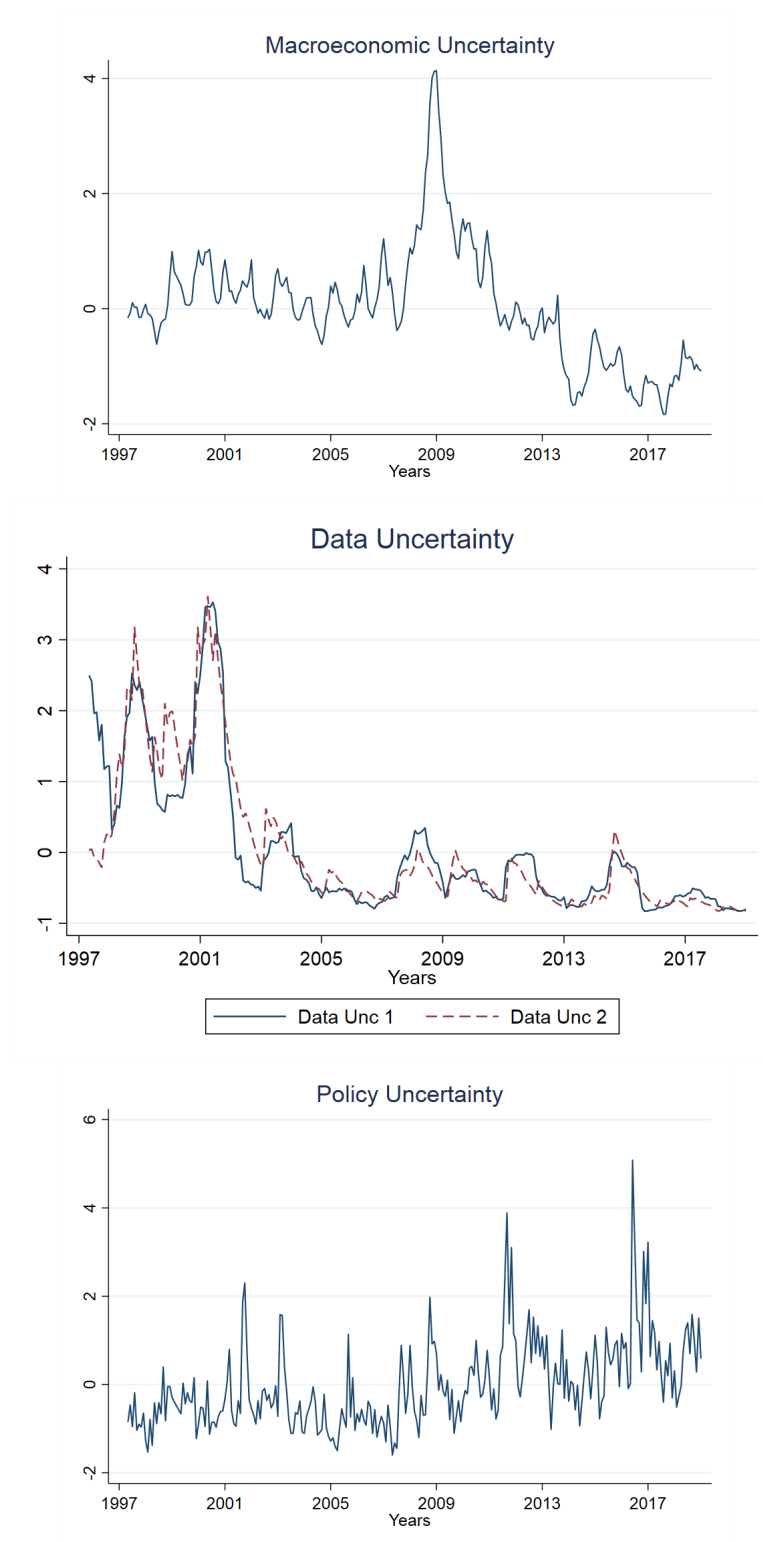 Macroeconomic Uncertainty
4
2
0
-2
1997 2001 2005 2009 2013 2017
Years
Data Uncertainty
4
3
2
1
0
-1
1997 2001 2005 2009 2013 2017
Years
Data Unc 1 Data Unc 2
Policy Uncertainty
6
4
2
0
-2
1997 2001 2005 2009 2013 2017
Years